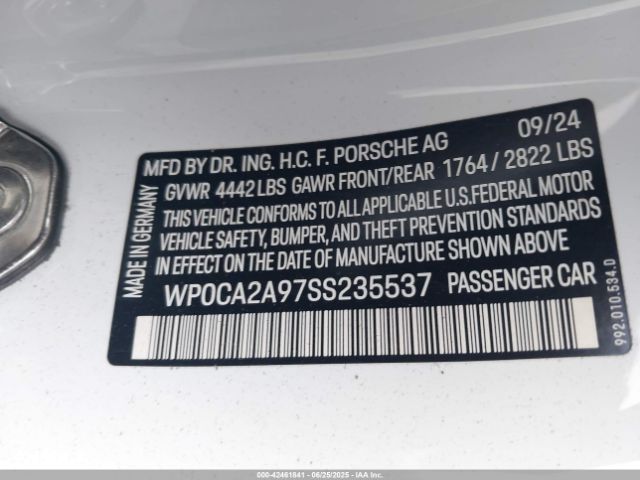 09/24
MFD BY DR. ING. H.C. F. PORSCHE AG
GVWR 4442 LBS GAWR FRONT/REAR 1764 / 2822 LBS
THIS VEHICLE CONFORMS TO ALL APPLICABLE U.S. FEDERAL MOTOR
VEHICLE SAFETY, BUMPER, AND THEFT PREVENTION STANDARDS
IN EFFECT ON THE DATE OF MANUFACTURE SHOWN ABOVE
WP0CA2A97SS235537 PASSENGER CAR
MADE IN GERMANY
992.010.534.D
000-42461841 - 06/25/2025 - COPYRIGHT IAA, LLC.